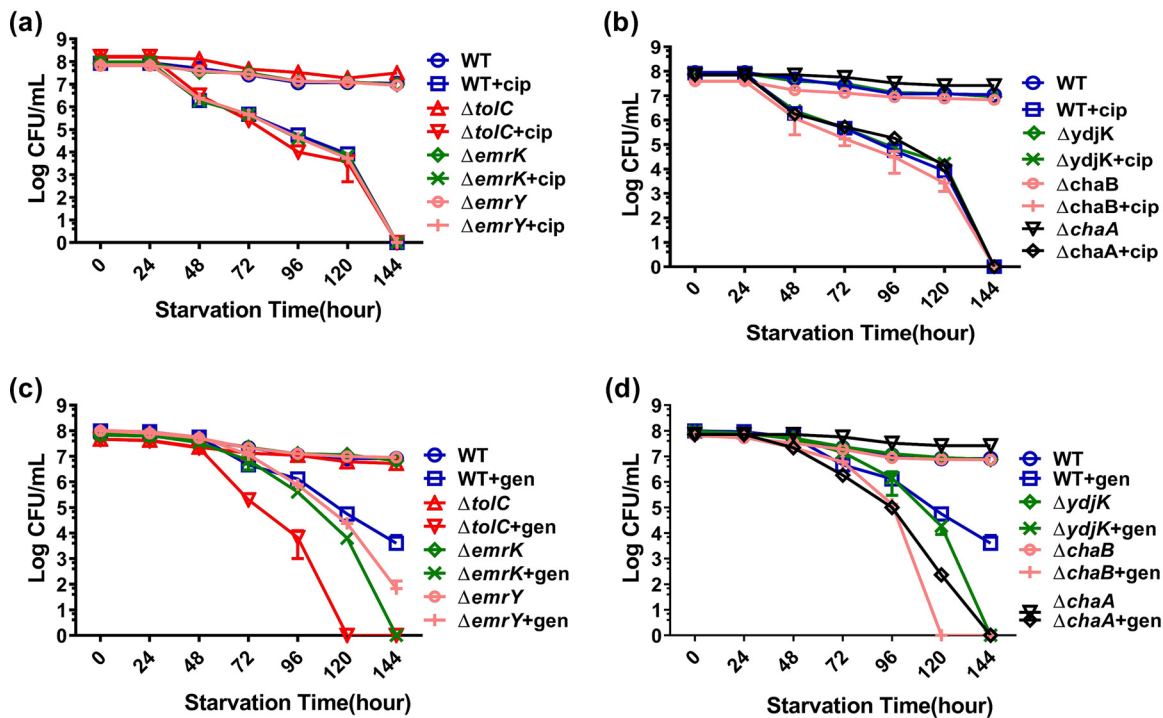 (a)
Log CFU/mL
9
8
7
6
5
4
3
2
1
0
0 24 48 72 96 120 144
Starvation Time(hour)
WT
WT+cip
ΔtolC
ΔtolC+cip
ΔemrK
ΔemrK+cip
ΔemrY
ΔemrY+cip
(b)
Log CFU/mL
9
8
7
6
5
4
3
2
1
0
0 24 48 72 96 120 144
Starvation Time(hour)
WT
WT+cip
ΔydjK
ΔydjK+cip
ΔchaB
ΔchaB+cip
ΔchaA
ΔchaA+cip
(c)
Log CFU/mL
9
8
7
6
5
4
3
2
1
0
0 24 48 72 96 120 144
Starvation Time(hour)
WT
WT+gen
ΔtolC
ΔtolC+gen
ΔemrK
ΔemrK+gen
ΔemrY
ΔemrY+gen
(d)
Log CFU/mL
9
8
7
6
5
4
3
2
1
0
0 24 48 72 96 120 144
Starvation Time(hour)
WT
WT+gen
ΔydjK
ΔydjK+gen
ΔchaB
ΔchaB+gen
ΔchaA
ΔchaA+gen